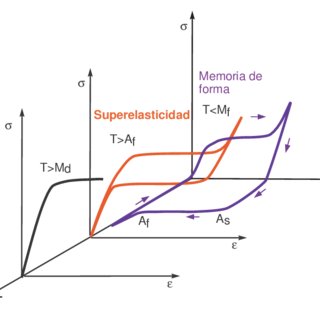 σ
Memoria de
forma
σ
Superelasticidad
T<Mf
T>Af
σ
T>Md
Af
As
ε
ε